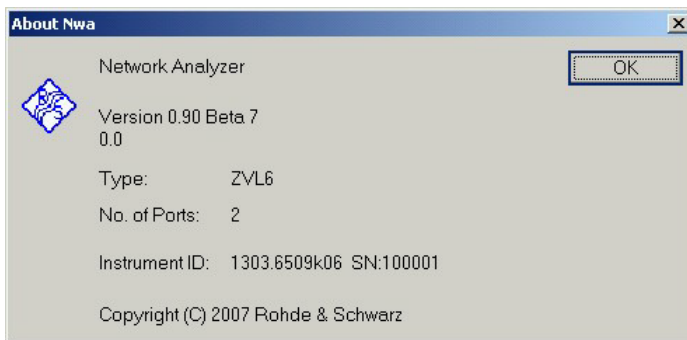 About Nwa
Network Analyzer
OK
Version 0.90 Beta 7
0.0
Type: ZVL6
No. of Ports: 2
Instrument ID: 1303.6509k06 SN:100001
Copyright (C) 2007 Rohde & Schwarz